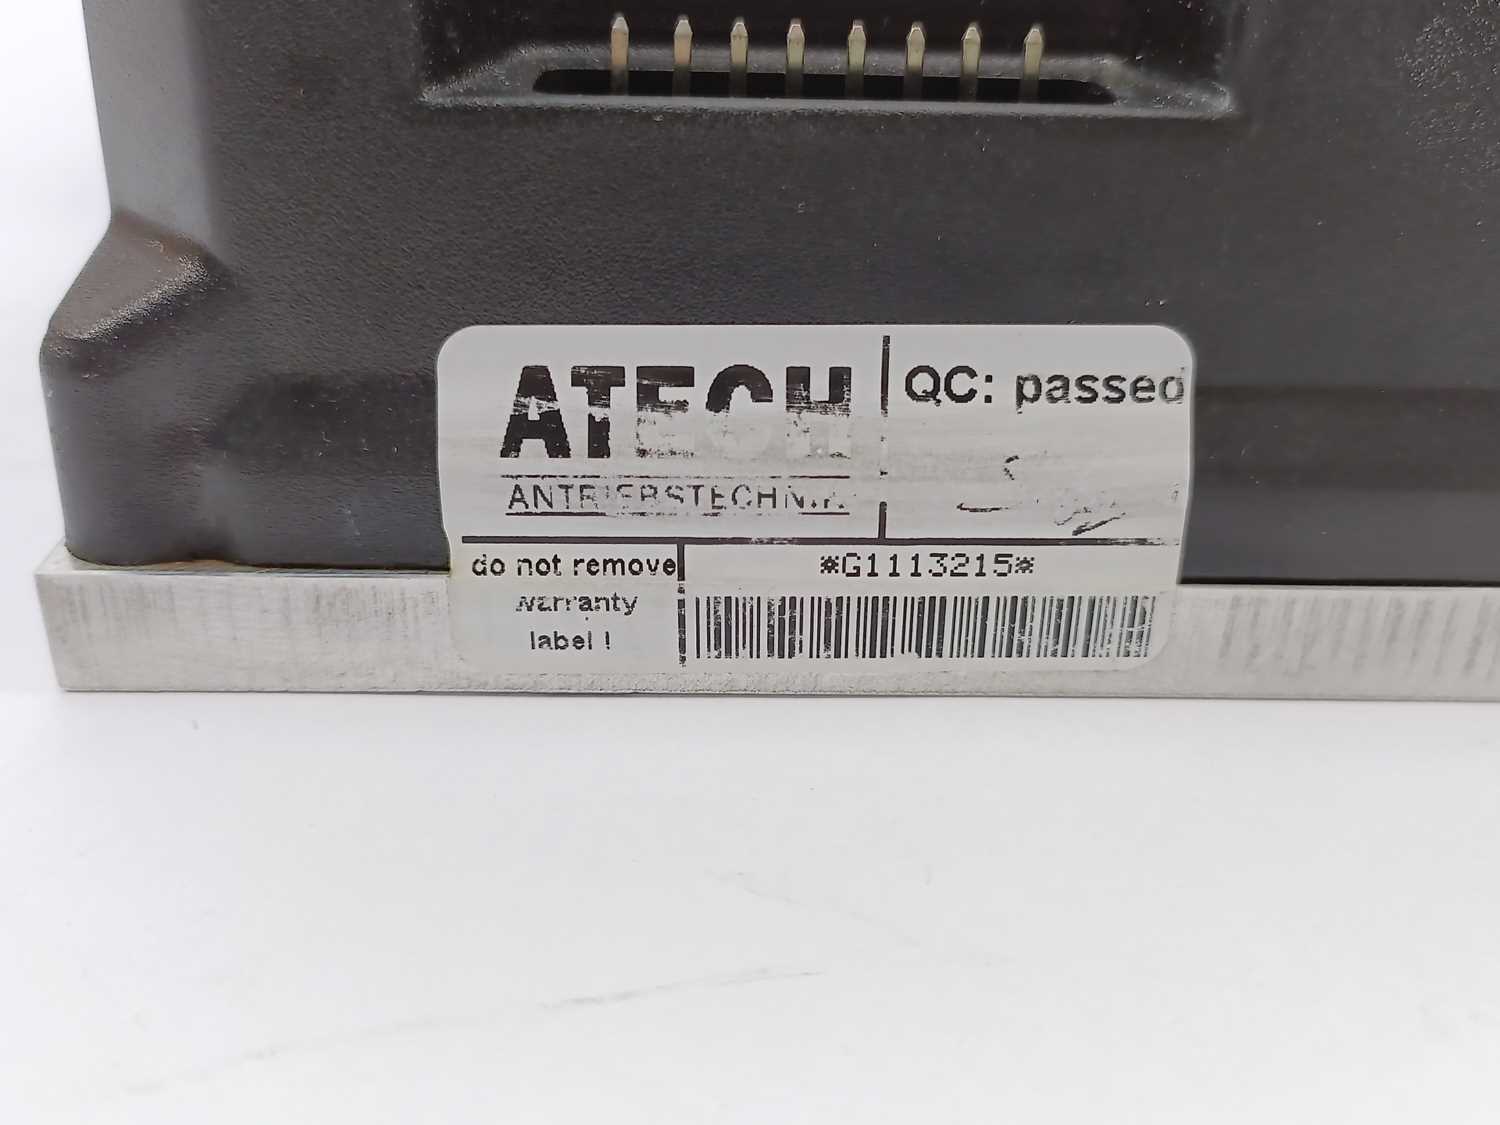 ATECH
ANTRIEBSTECHNIK
QC: passed
do not remove
warranty
label !
*G1113215*